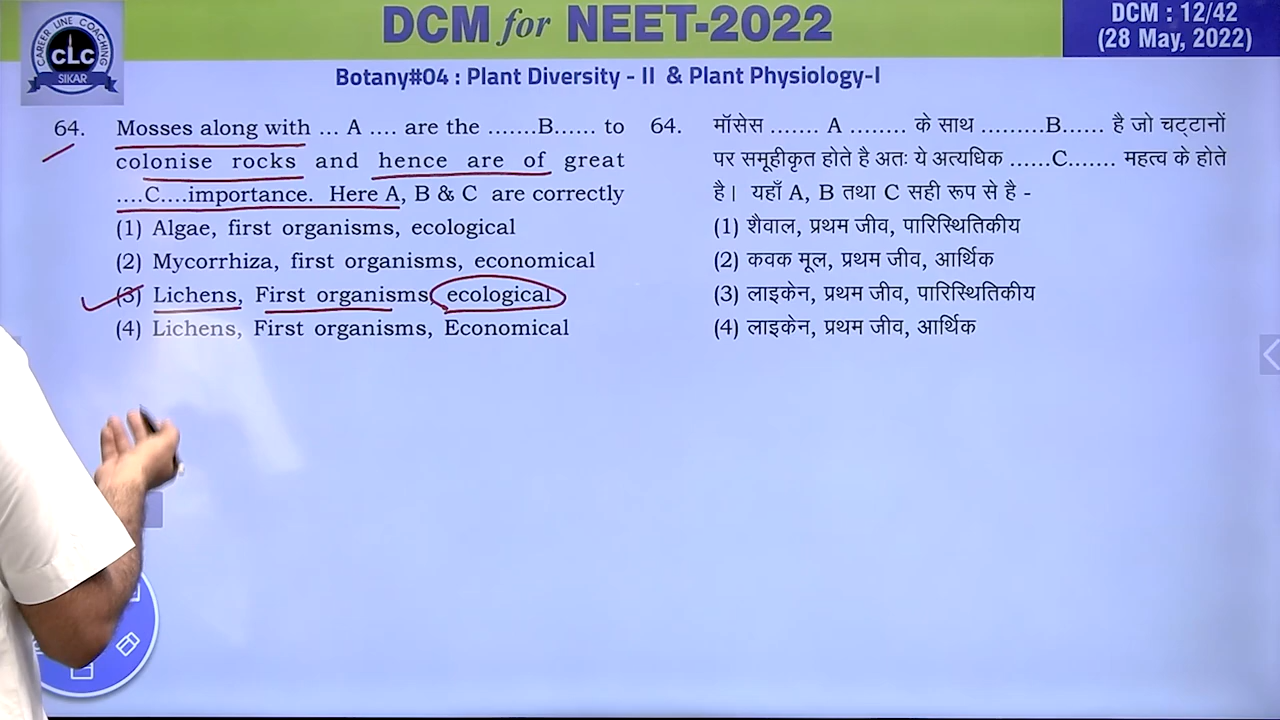 DCM for NEET-2022
DCM : 12/42
(28 May, 2022)
CAREER LINE COACHING
CLC
SIKAR
Botany#04 : Plant Diversity - II & Plant Physiology-I
64. Mosses along with ... A .... are the .......B...... to
colonise rocks and hence are of great
....C....importance. Here A, B & C are correctly
(1) Algae, first organisms, ecological
(2) Mycorrhiza, first organisms, economical
(3) Lichens, First organisms, ecological
(4) Lichens, First organisms, Economical
64. मॉसेस ....... A ........ के साथ .........B...... है जो चट्टानों
पर समूहीकृत होते है अतः ये अत्यधिक ......C....... महत्व के होते
है। यहाँ A, B तथा C सही रूप से है -
(1) शैवाल, प्रथम जीव, पारिस्थितिकीय
(2) कवक मूल, प्रथम जीव, आर्थिक
(3) लाइकेन, प्रथम जीव, पारिस्थितिकीय
(4) लाइकेन, प्रथम जीव, आर्थिक